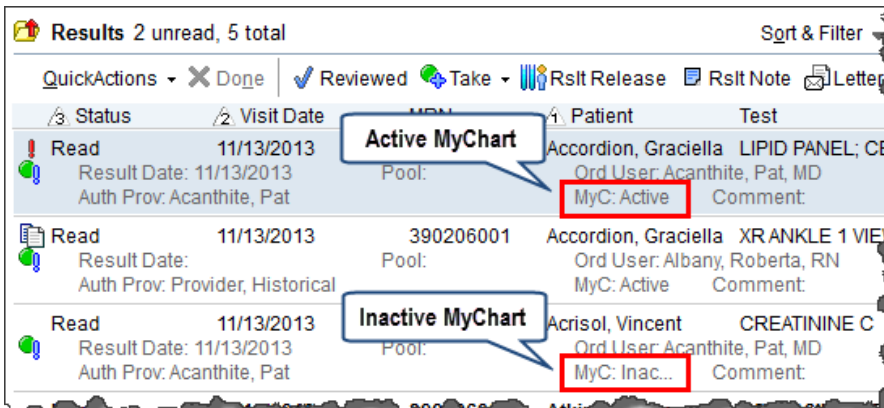 Results 2 unread, 5 total Sort & Filter
QuickActions Done Reviewed Take Rslt Release Rslt Note Letter
3 Status 2 Visit Date MRN 1 Patient Test
Active MyChart
Read 11/13/2013 Accordion, Graciella LIPID PANEL; CE
Result Date: 11/13/2013 Pool: Ord User: Acanthite, Pat, MD
Auth Prov: Acanthite, Pat MyC: Active Comment:
Read 11/13/2013 390206001 Accordion, Graciella XR ANKLE 1 VIE
Result Date: Pool: Ord User: Albany, Roberta, RN
Auth Prov: Provider, Historical MyC: Active Comment:
Inactive MyChart
Read 11/13/2013 Acrisol, Vincent CREATININE C
Result Date: 11/13/2013 Pool: Ord User: Acanthite, Pat, MD
Auth Prov: Acanthite, Pat MyC: Inac... Comment: